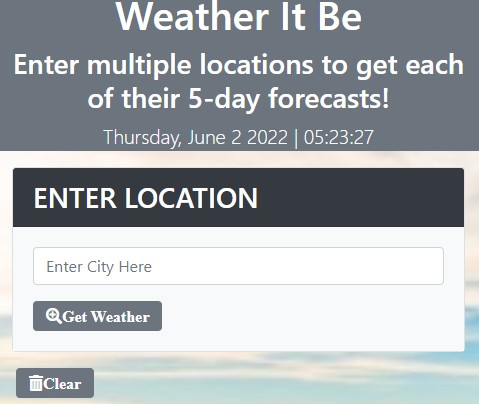 Weather It Be
Enter multiple locations to get each
of their 5-day forecasts!
Thursday, June 2 2022 | 05:23:27
ENTER LOCATION
Enter City Here
Get Weather
Clear